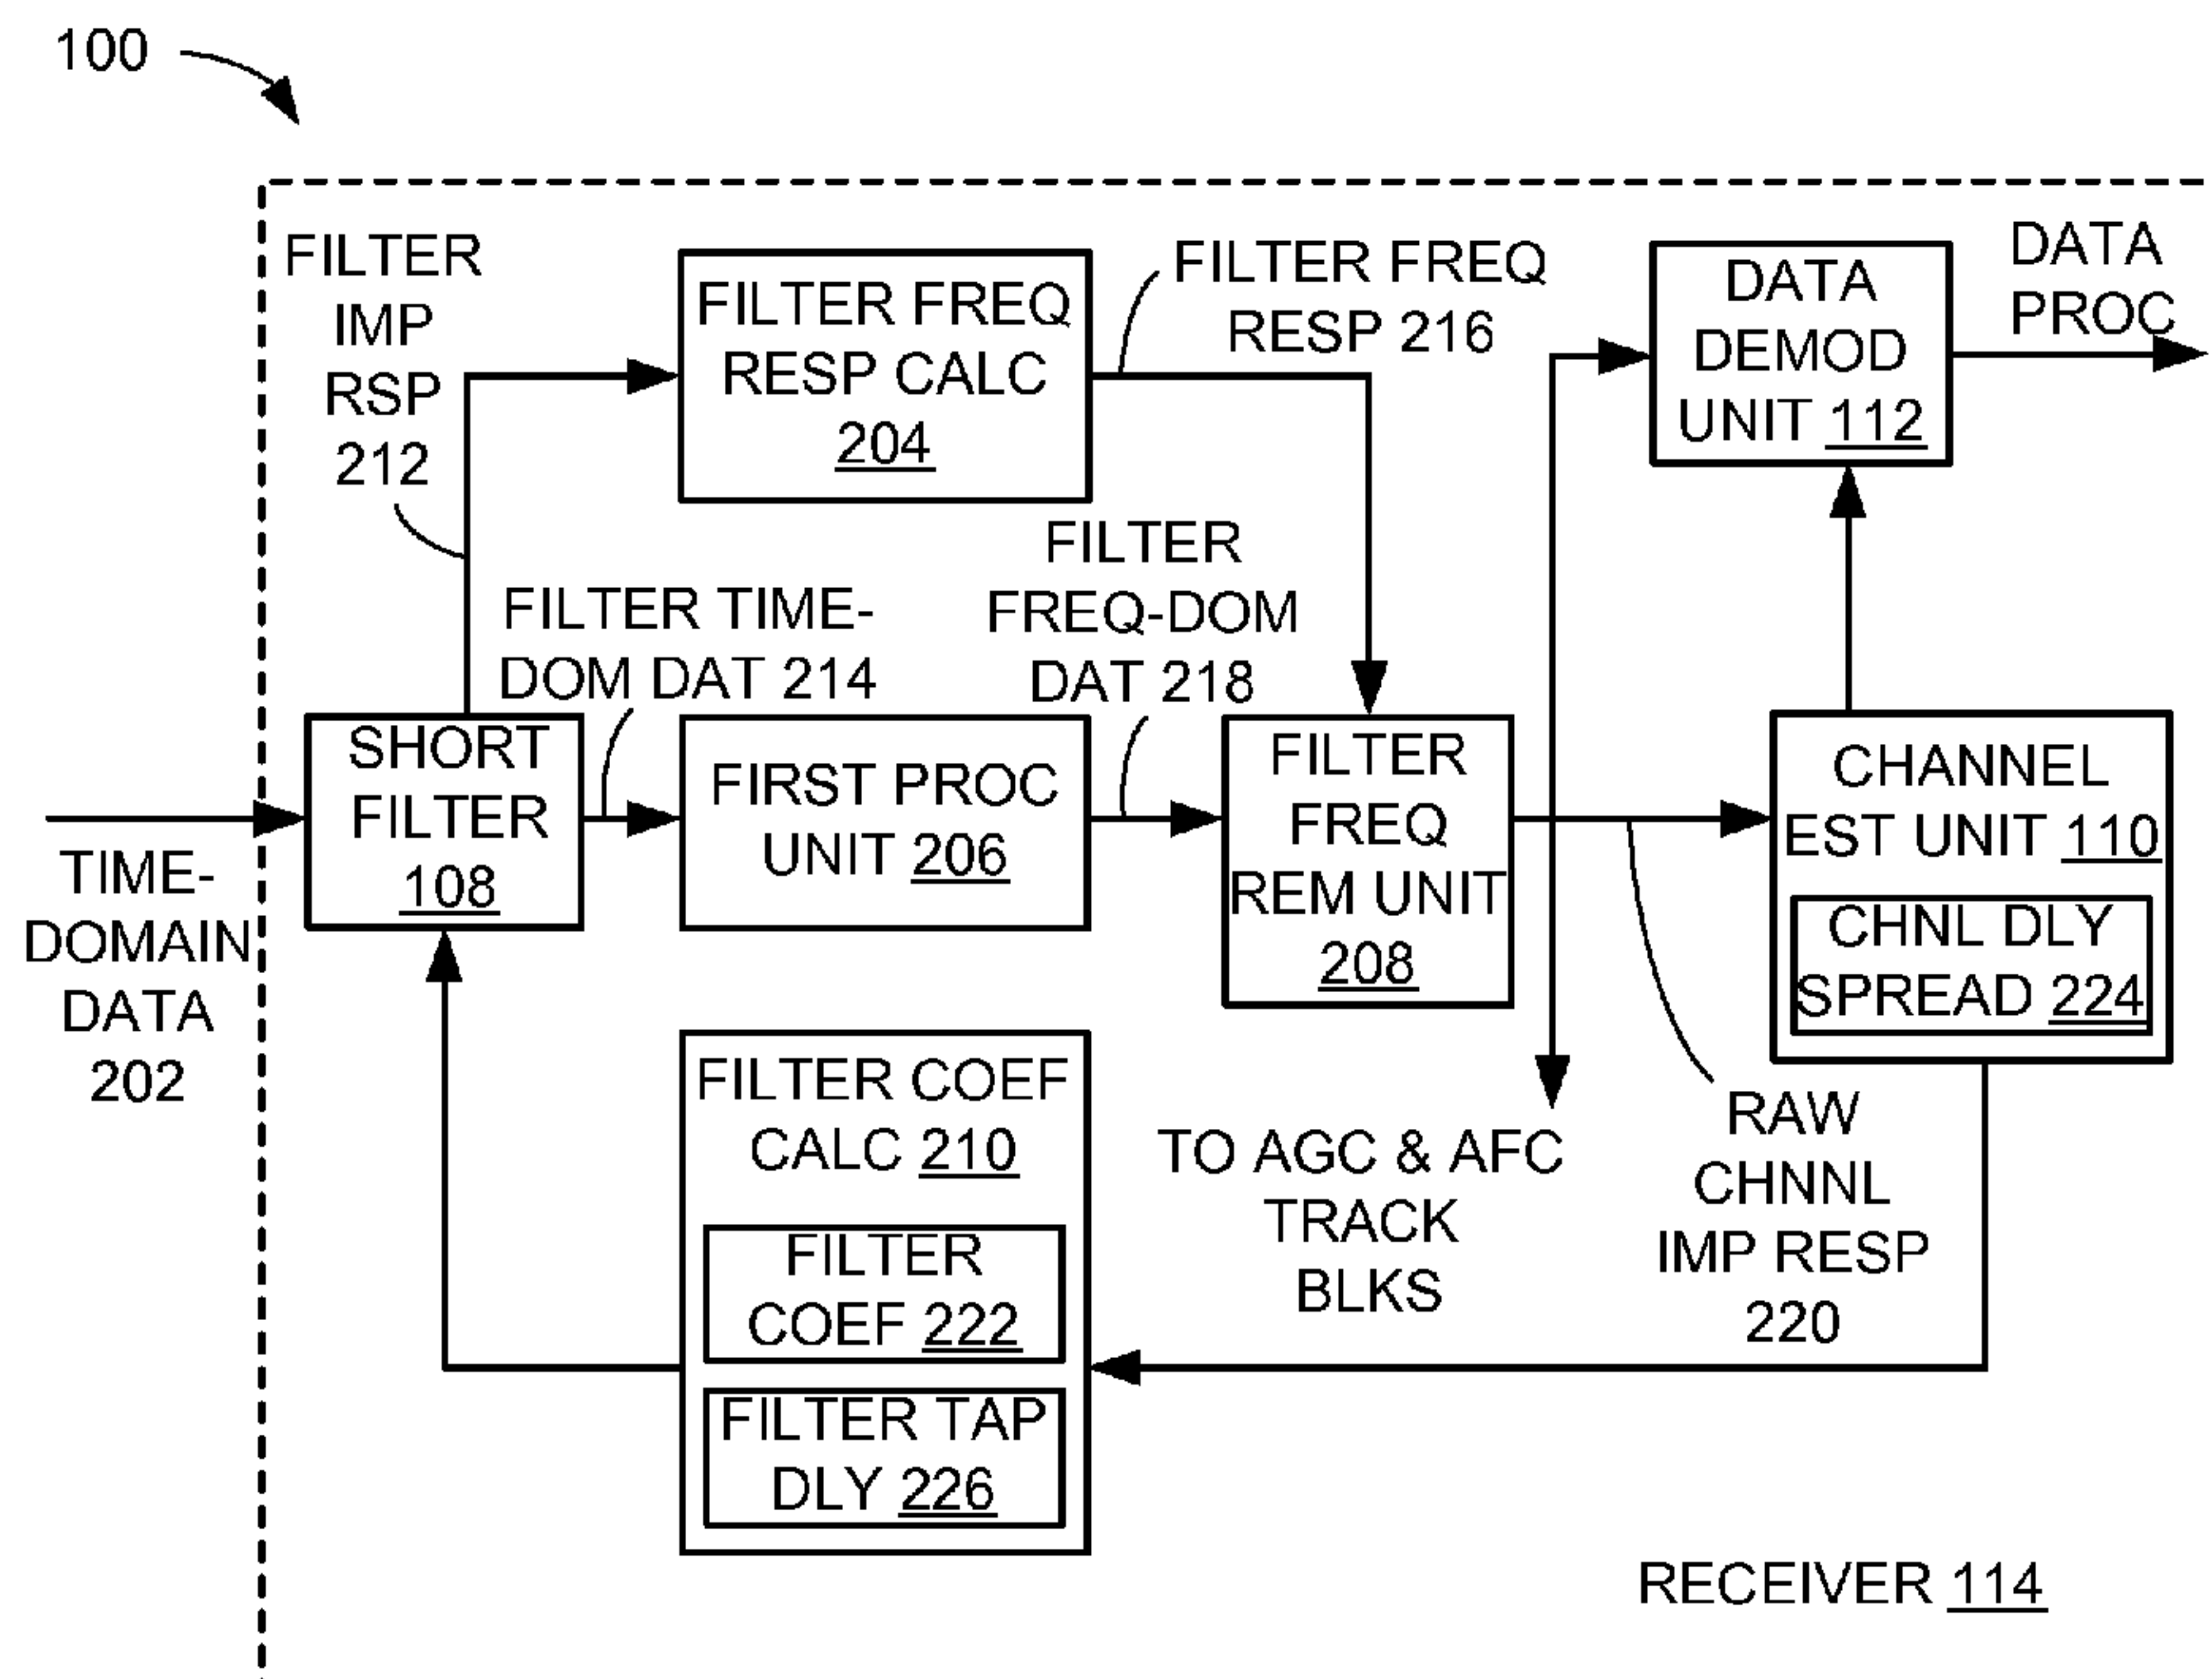 100
FILTER
IMP
RSP
212
FILTER FREQ
RESP CALC
204
FILTER FREQ
RESP 216
DATA
DEMOD
UNIT 112
DATA
PROC
FILTER TIME-
DOM DAT 214
FILTER
FREQ-DOM
DAT 218
TIME-
DOMAIN
DATA
202
SHORT
FILTER
108
FIRST PROC
UNIT 206
FILTER
FREQ
REM UNIT
208
CHANNEL
EST UNIT 110
CHNL DLY
SPREAD 224
FILTER COEF
CALC 210
FILTER
COEF 222
FILTER TAP
DLY 226
TO AGC & AFC
TRACK
BLKS
RAW
CHNNL
IMP RESP
220
RECEIVER 114